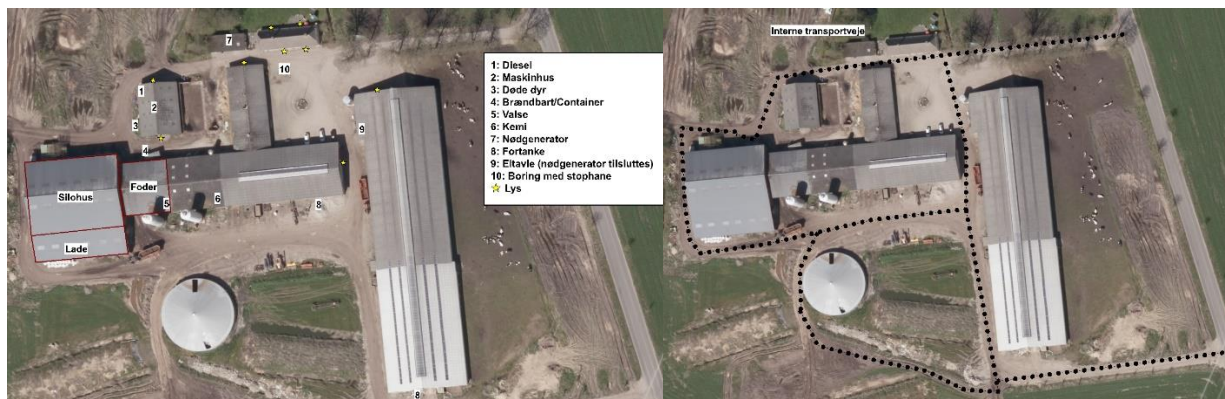 7
10
1
2
3
4
9
Silohus
Foder
5
6
8
Lade
8
1: Diesel
2: Maskinhus
3: Døde dyr
4: Brændbart/Container
5: Valse
6: Kemi
7: Nødgenerator
8: Fortanke
9: Eltavle (nødgenerator tilsluttes)
10: Boring med stophane
Lys
Interne transportveje